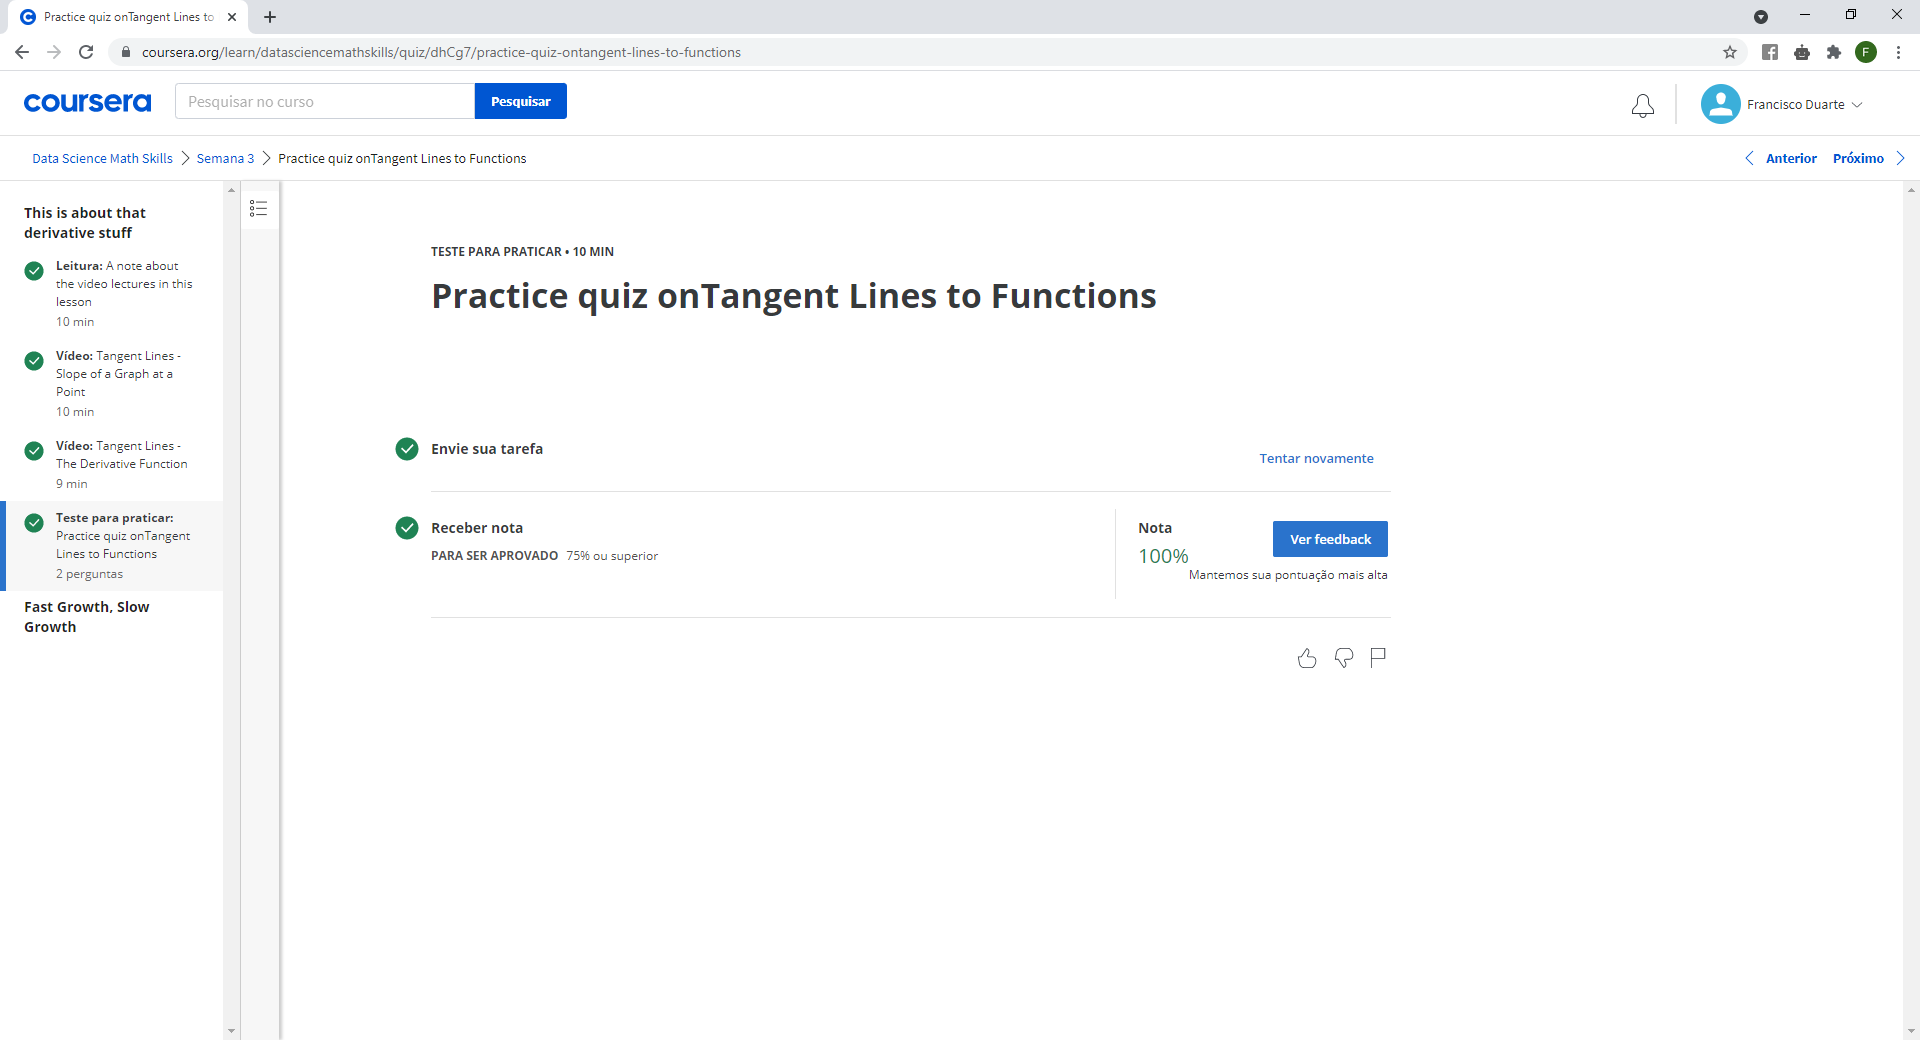 Practice quiz onTangent Lines to
coursera.org/learn/datasciencemathskills/quiz/dhCg7/practice-quiz-ontangent-lines-to-functions
F
coursera
Pesquisar no curso
Pesquisar
Francisco Duarte
Data Science Math Skills
Semana 3
Practice quiz onTangent Lines to Functions
Anterior
Próximo
This is about that
derivative stuff
Leitura: A note about
the video lectures in this
lesson
10 min
Vídeo: Tangent Lines -
Slope of a Graph at a
Point
10 min
Vídeo: Tangent Lines -
The Derivative Function
9 min
Teste para praticar:
Practice quiz onTangent
Lines to Functions
2 perguntas
Fast Growth, Slow
Growth
TESTE PARA PRATICAR • 10 MIN
Practice quiz onTangent Lines to Functions
Envie sua tarefa
Tentar novamente
Receber nota
PARA SER APROVADO 75% ou superior
Nota
100%
Ver feedback
Mantemos sua pontuação mais alta